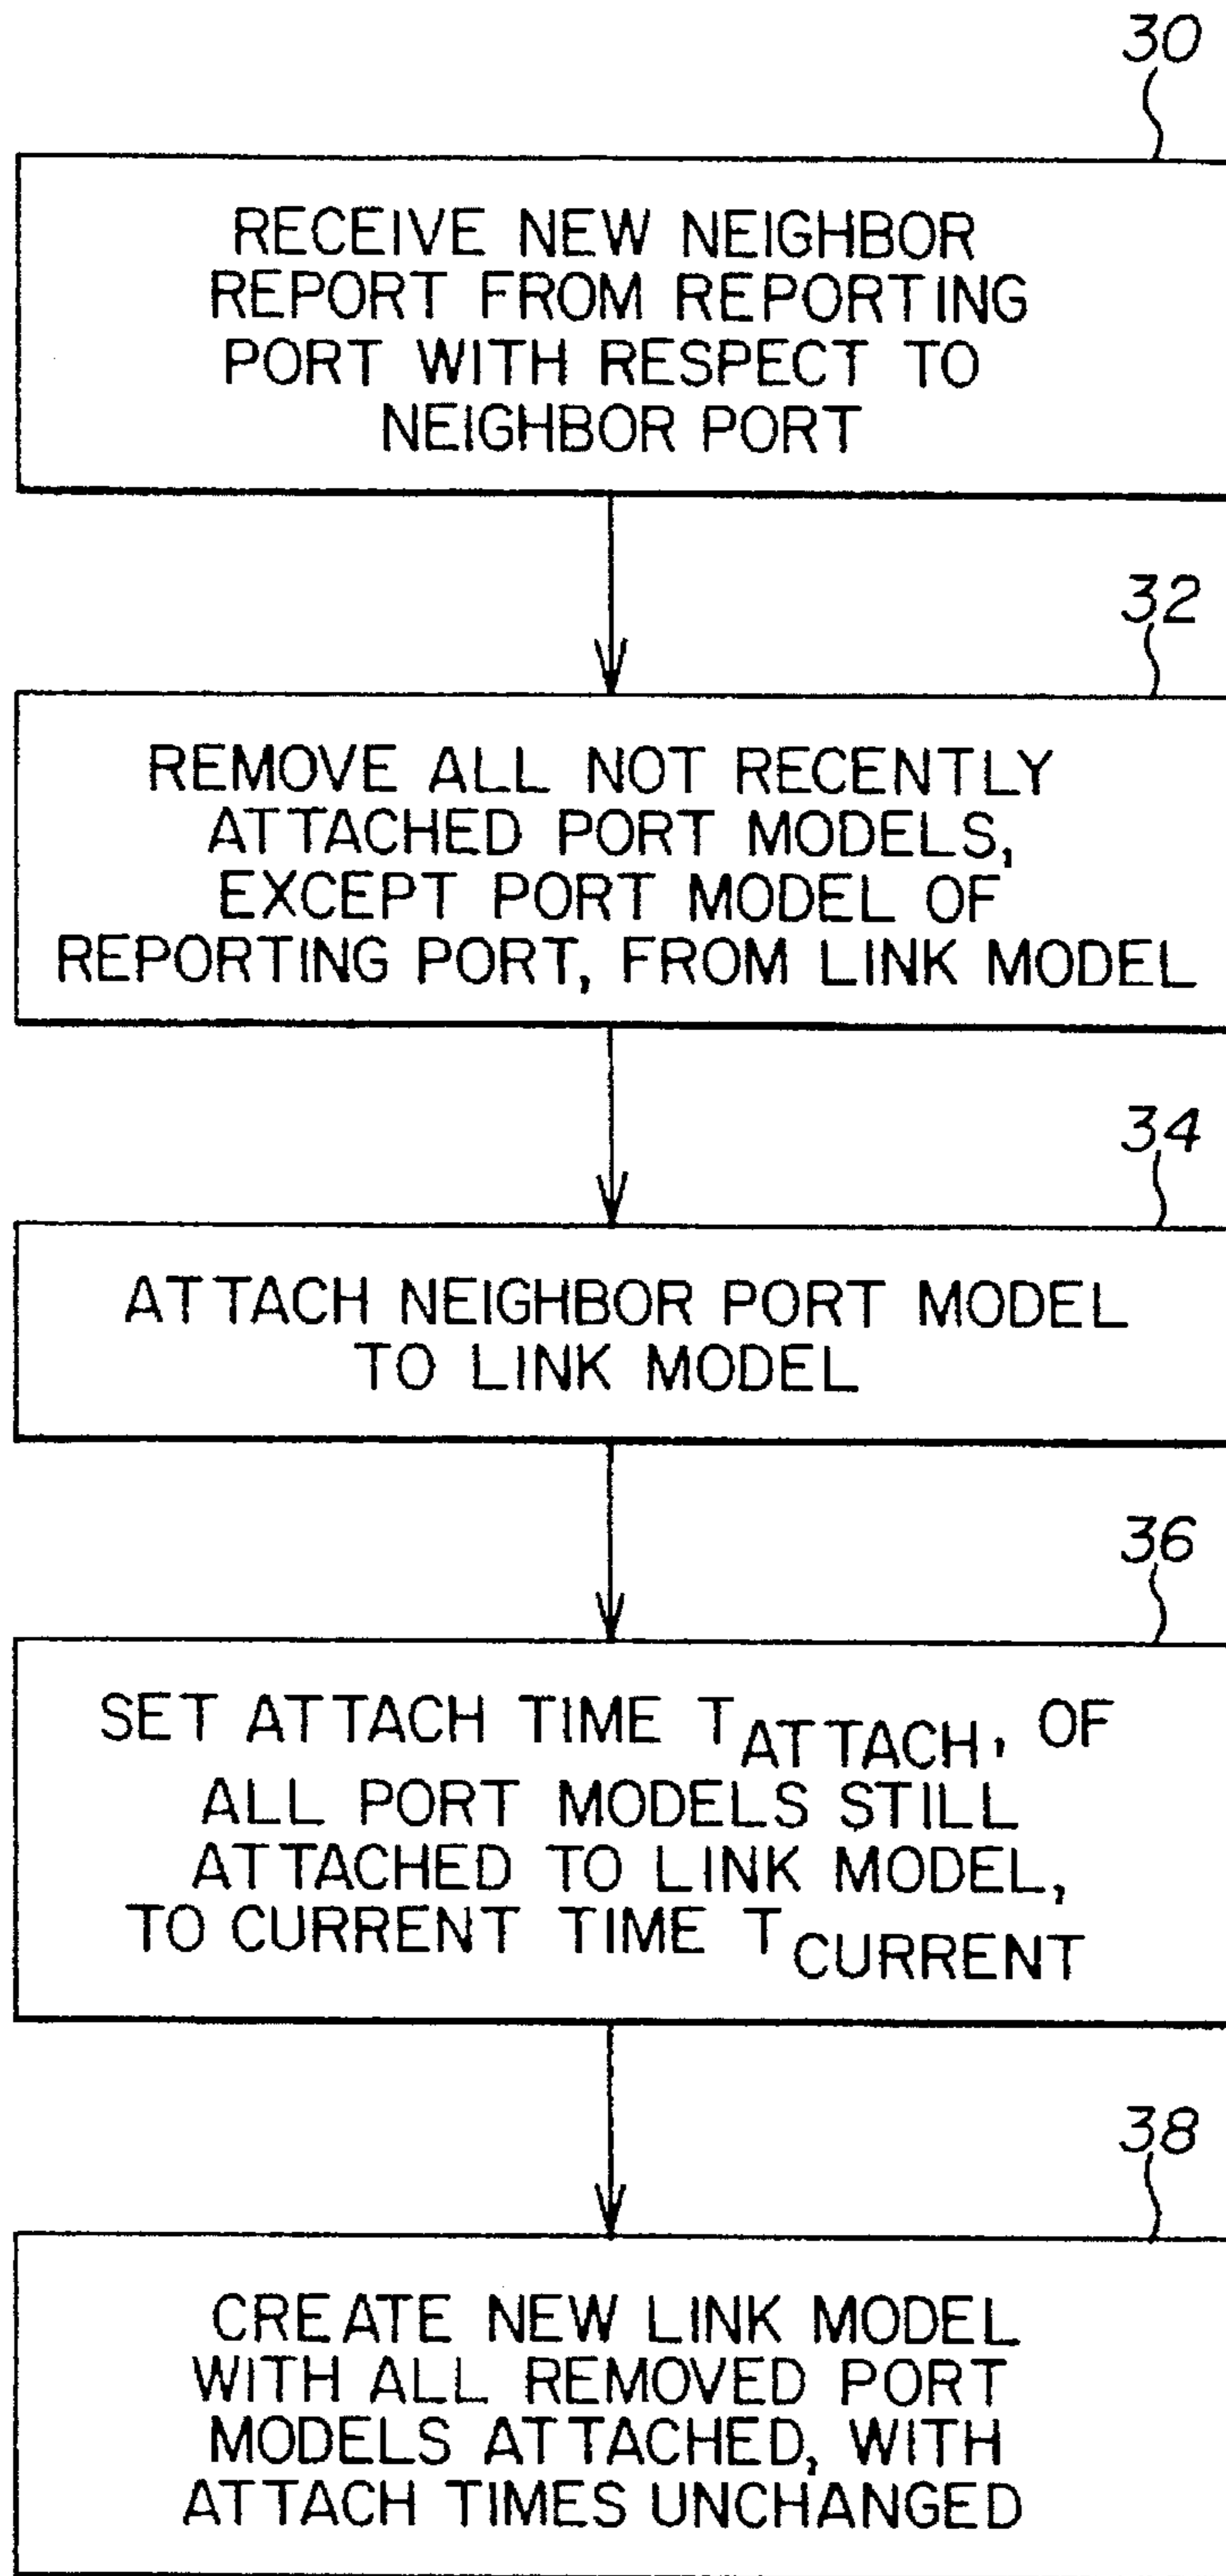 30
RECEIVE NEW NEIGHBOR
REPORT FROM REPORTING
PORT WITH RESPECT TO
NEIGHBOR PORT
32
REMOVE ALL NOT RECENTLY
ATTACHED PORT MODELS,
EXCEPT PORT MODEL OF
REPORTING PORT, FROM LINK MODEL
34
ATTACH NEIGHBOR PORT MODEL
TO LINK MODEL
36
SET ATTACH TIME T ATTACH, OF
ALL PORT MODELS STILL
ATTACHED TO LINK MODEL,
TO CURRENT TIME T CURRENT
38
CREATE NEW LINK MODEL
WITH ALL REMOVED PORT
MODELS ATTACHED, WITH
ATTACH TIMES UNCHANGED